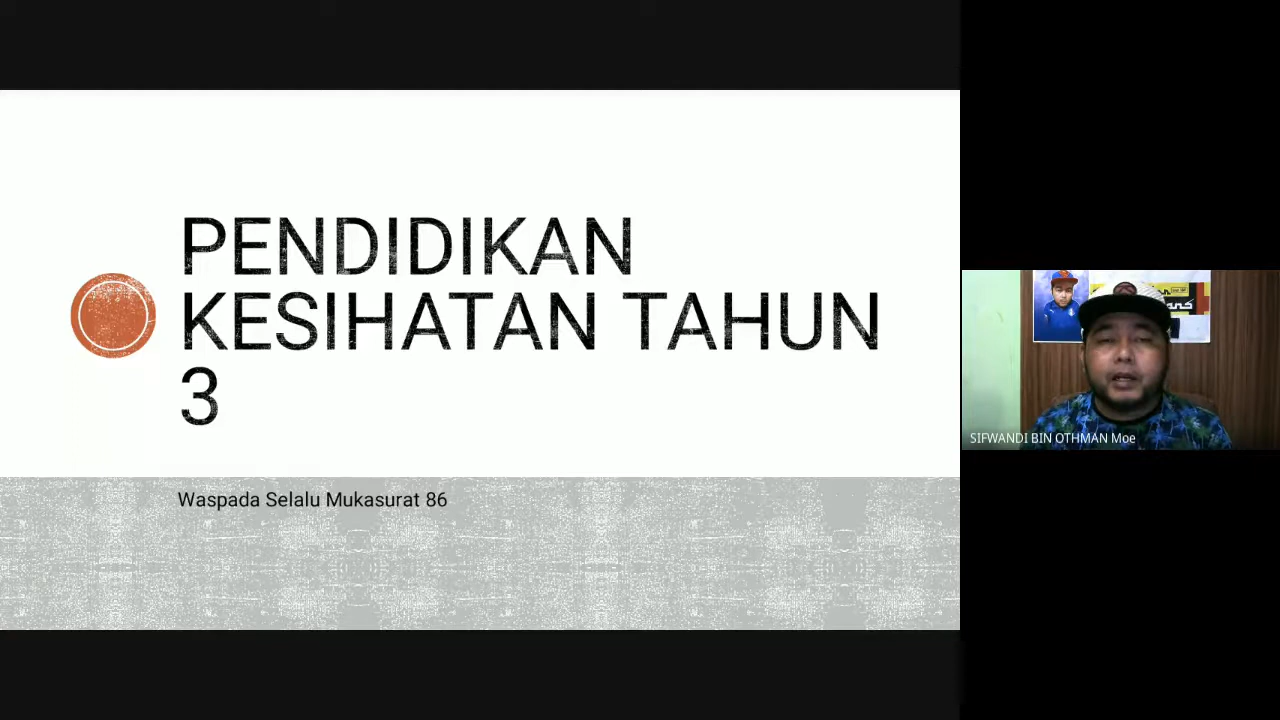 PENDIDIKAN
KESIHATAN TAHUN
3
Waspada Selalu Mukasurat 86
SIFWANDI BIN OTHMAN Moe